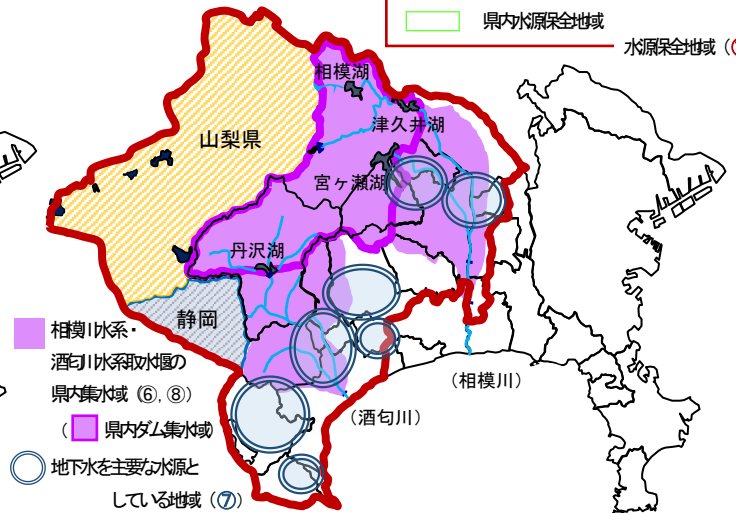 県内水源保全地域
水源保全地域（
相模湖
津久井湖
山梨県
宮ヶ瀬湖
丹沢湖
静岡
相模川水系・
酒匂川水系取水堰の
県内集水域（⑥,⑧）
（ 県内ダム集水域）
地下水を主要な水源と
している地域（⑦）
（相模川）
（酒匂川）